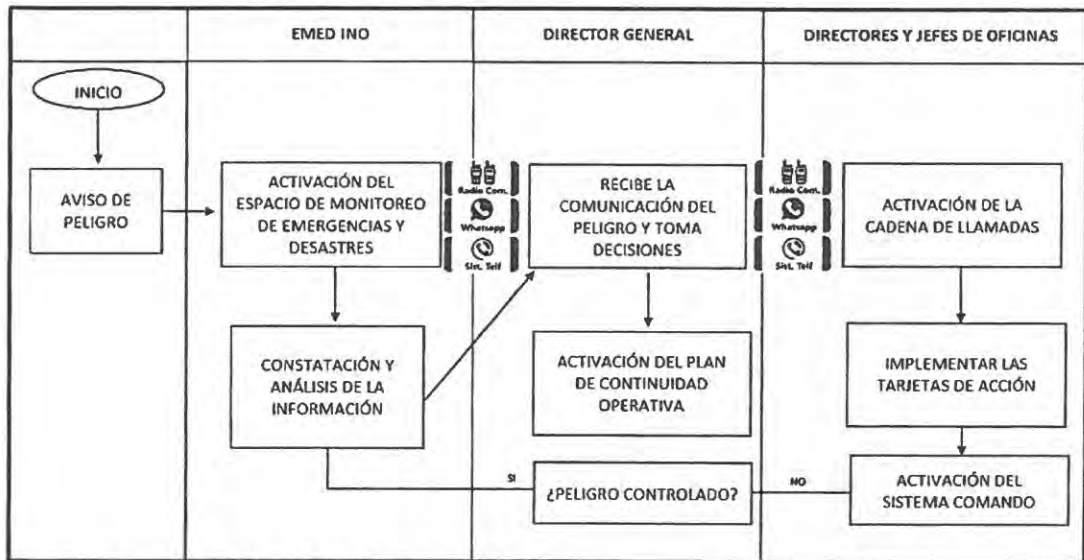 EMED INO
DIRECTOR GENERAL
DIRECTORES Y JEFES DE OFICINAS
INICIO
AVISO DE
PELIGRO
ACTIVACIÓN DEL
ESPACIO DE MONITOREO
DE EMERGENCIAS Y
DESASTRES
Radio Com.
Whatsapp
Sist. Telf
RECIBE LA
COMUNICACIÓN DEL
PELIGRO Y TOMA
DECISIONES
Radio Com.
Whatsapp
Sist. Telf
ACTIVACIÓN DE LA
CADENA DE LLAMADAS
CONSTATACIÓN Y
ANÁLISIS DE LA
INFORMACIÓN
ACTIVACIÓN DEL PLAN
DE CONTINUIDAD
OPERATIVA
IMPLEMENTAR LAS
TARJETAS DE ACCIÓN
SI
¿PELIGRO CONTROLADO?
NO
ACTIVACIÓN DEL
SISTEMA COMANDO